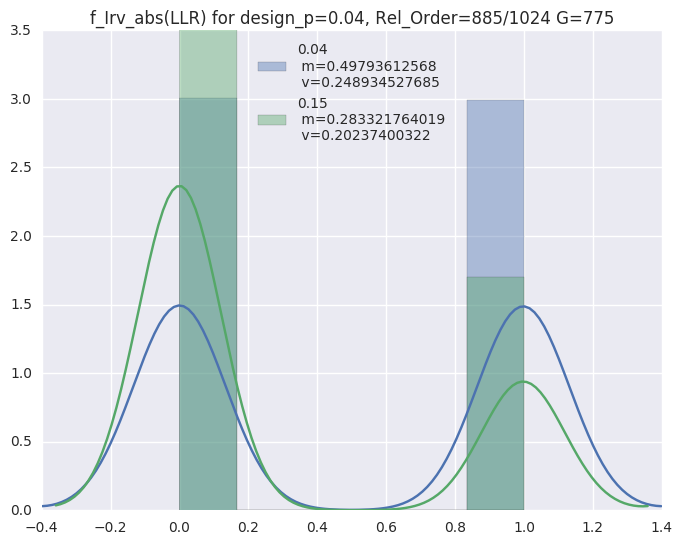 f_Irv_abs(LLR) for design_p=0.04, Rel_Order=885/1024 G=775
3.5
3.0
2.5
2.0
1.5
1.0
0.5
0.0
0.04
m=0.49793612568
v=0.248934527685
0.15
m=0.283321764019
v=0.20237400322
−0.4 −0.2 0.0 0.2 0.4 0.6 0.8 1.0 1.2 1.4